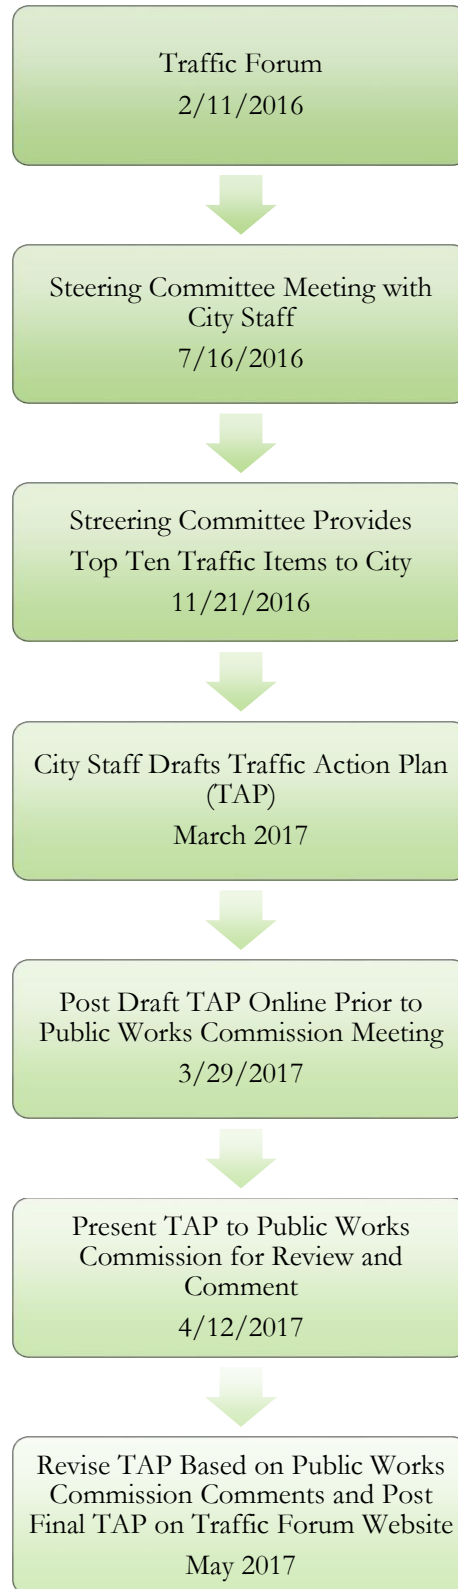 Traffic Forum
2/11/2016
Steering Committee Meeting with
City Staff
7/16/2016
Streering Committee Provides
Top Ten Traffic Items to City
11/21/2016
City Staff Drafts Traffic Action Plan
(TAP)
March 2017
Post Draft TAP Online Prior to
Public Works Commission Meeting
3/29/2017
Present TAP to Public Works
Commission for Review and
Comment
4/12/2017
Revise TAP Based on Public Works
Commission Comments and Post
Final TAP on Traffic Forum Website
May 2017